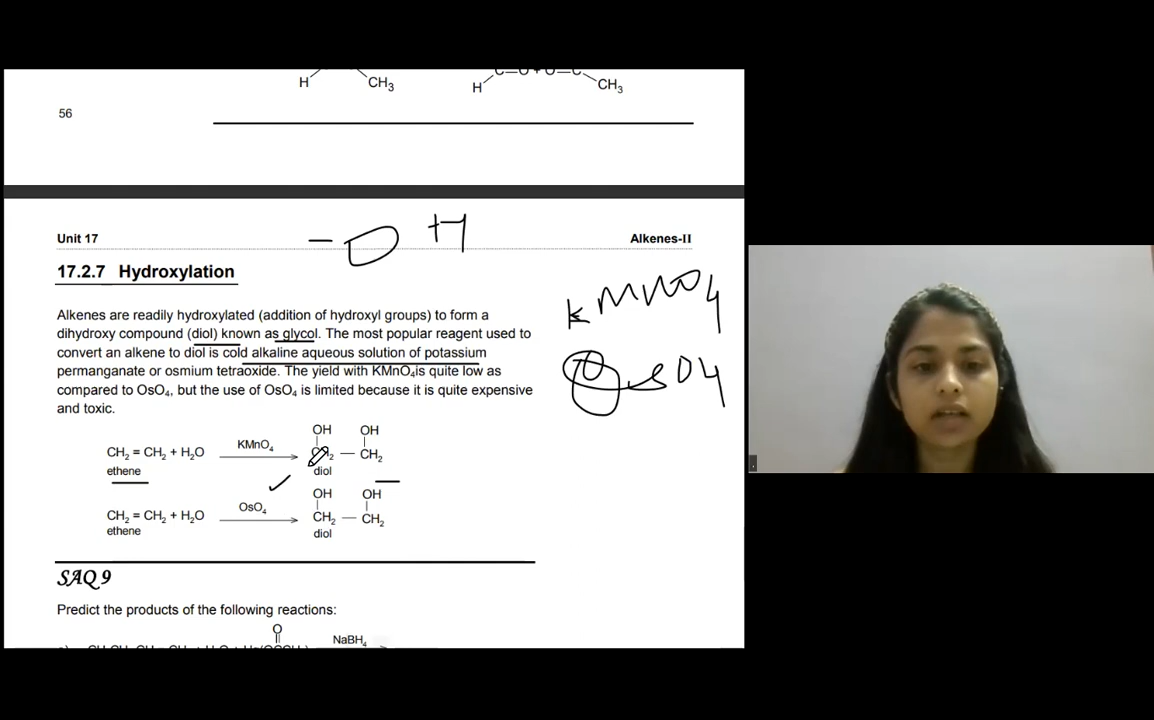 H CH₃ H C—O + O—C CH₃
56
— OH
Unit 17 Alkenes-II
17.2.7 Hydroxylation
KMnO4
OsO4
Alkenes are readily hydroxylated (addition of hydroxyl groups) to form a
dihydroxy compound (diol) known as glycol. The most popular reagent used to
convert an alkene to diol is cold alkaline aqueous solution of potassium
permanganate or osmium tetraoxide. The yield with KMnO₄is quite low as
compared to OsO₄, but the use of OsO₄ is limited because it is quite expensive
and toxic.
OH OH
CH₂ = CH₂ + H₂O KMnO₄ — CH₂
ethene diol
OH OH
CH₂ = CH₂ + H₂O OsO₄ CH₂ — CH₂
ethene diol
SAQ 9
Predict the products of the following reactions:
O
NaBH₄